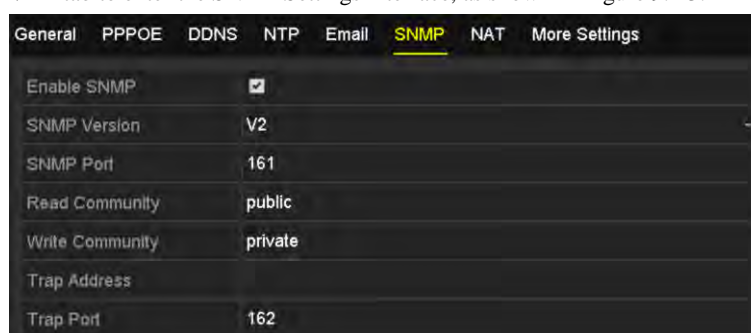 General PPPOE DDNS NTP Email SNMP NAT More Settings
Enable SNMP
SNMP Version V2
SNMP Port 161
Read Community public
Write Community private
Trap Address
Trap Port 162